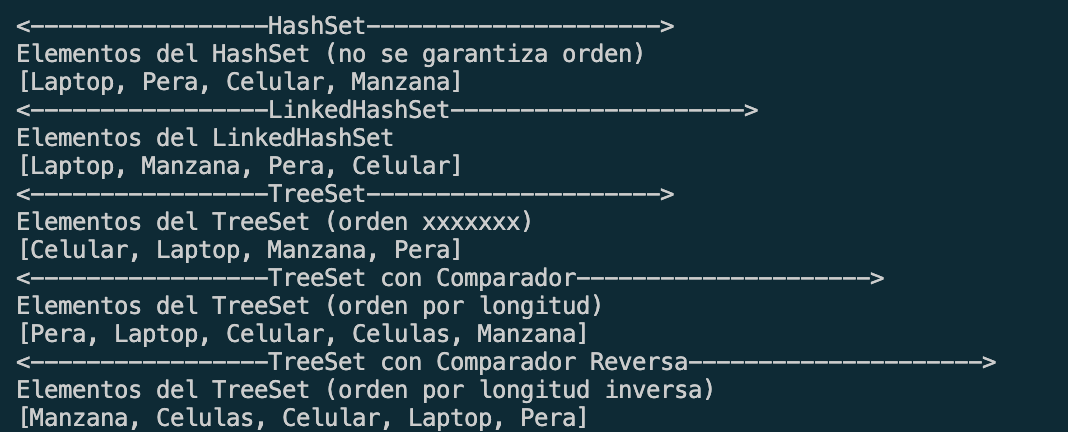 <-----------------HashSet--------------------->
Elementos del HashSet (no se garantiza orden)
[Laptop, Pera, Celular, Manzana]
<-----------------LinkedHashSet--------------------->
Elementos del LinkedHashSet
[Laptop, Manzana, Pera, Celular]
<-----------------TreeSet--------------------->
Elementos del TreeSet (orden xxxxxxx)
[Celular, Laptop, Manzana, Pera]
<-----------------TreeSet con Comparador--------------------->
Elementos del TreeSet (orden por longitud)
[Pera, Laptop, Celular, Celulas, Manzana]
<-----------------TreeSet con Comparador Reversa--------------------->
Elementos del TreeSet (orden por longitud inversa)
[Manzana, Celulas, Celular, Laptop, Pera]